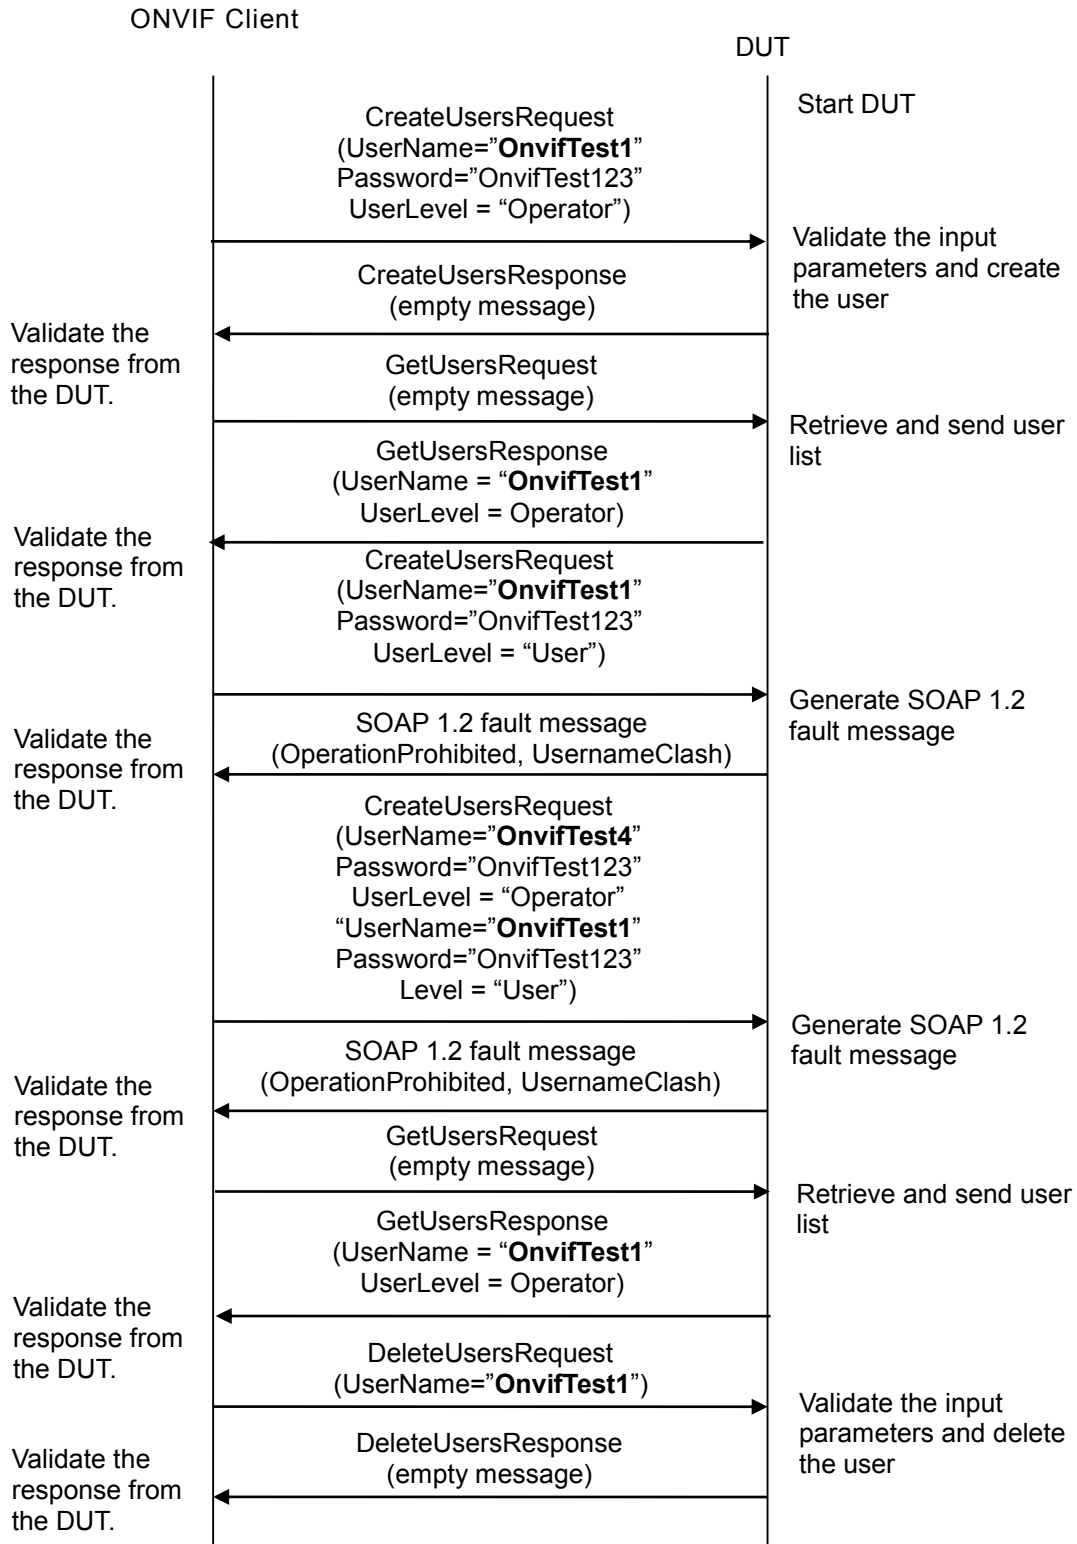 ONVIF Client
DUT
Start DUT
CreateUsersRequest
(UserName=”OnvifTest1”
Password=”OnvifTest123”
UserLevel = “Operator”)
Validate the input
parameters and create
the user
CreateUsersResponse
(empty message)
Validate the
response from
the DUT.
GetUsersRequest
(empty message)
Retrieve and send user
list
GetUsersResponse
(UserName = “OnvifTest1”
UserLevel = Operator)
Validate the
response from
the DUT.
CreateUsersRequest
(UserName=”OnvifTest1”
Password=”OnvifTest123”
UserLevel = “User”)
Generate SOAP 1.2
fault message
SOAP 1.2 fault message
(OperationProhibited, UsernameClash)
Validate the
response from
the DUT.
CreateUsersRequest
(UserName=”OnvifTest4”
Password=”OnvifTest123”
UserLevel = “Operator”
“UserName=”OnvifTest1”
Password=”OnvifTest123”
Level = “User”)
Generate SOAP 1.2
fault message
SOAP 1.2 fault message
(OperationProhibited, UsernameClash)
Validate the
response from
the DUT.
GetUsersRequest
(empty message)
Retrieve and send user
list
GetUsersResponse
(UserName = “OnvifTest1”
UserLevel = Operator)
Validate the
response from
the DUT.
DeleteUsersRequest
(UserName=”OnvifTest1”)
Validate the input
parameters and delete
the user
DeleteUsersResponse
(empty message)
Validate the
response from
the DUT.